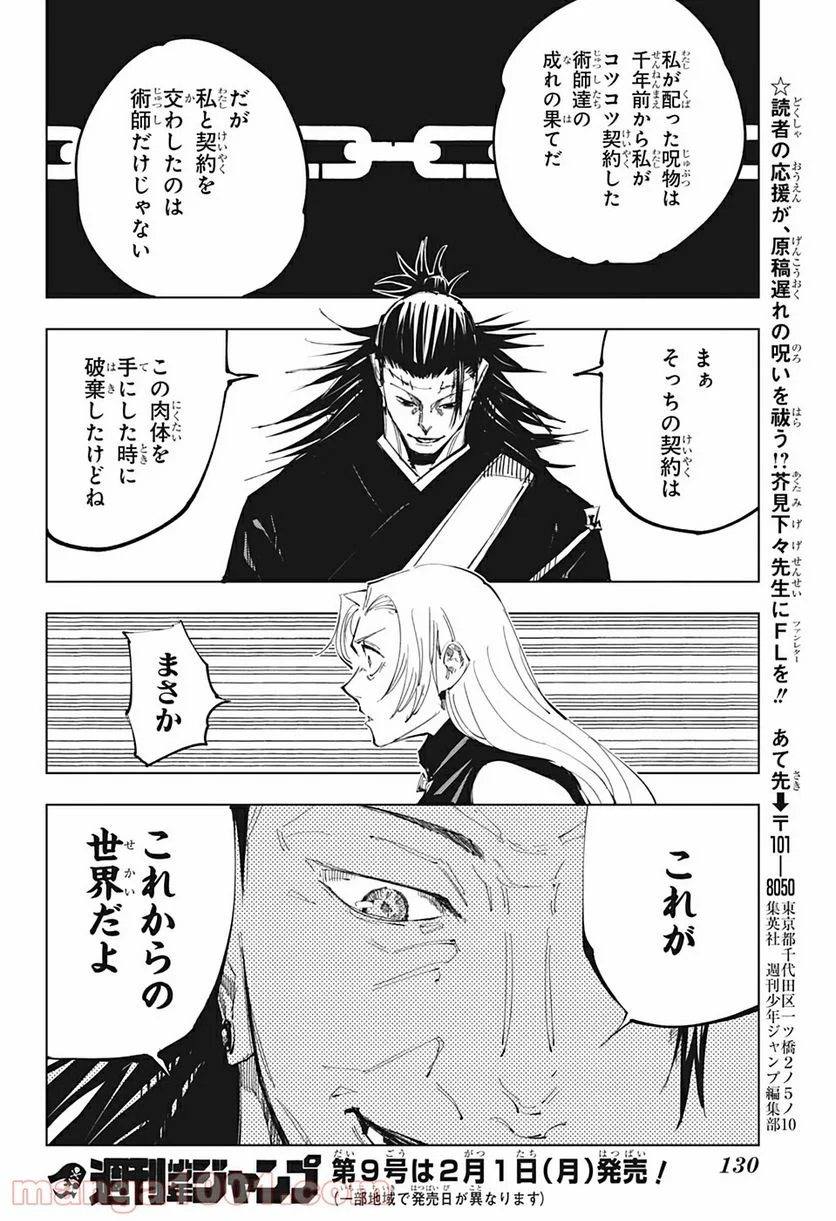 私が配った呪物は
千年前から私が
コツコツ契約した
術師達の
成れの果てだ
だが
私と契約を
交わしたのは
術師だけじゃない
まぁ
そっちの契約は
この肉体を
手にした時に
破棄したけどね
まさか
これが
これからの
世界だよ
☆読者の応援が、原稿遅れの呪いを祓う!?芥見下々先生にFLを!! あて先➡〒101―8050
東京都千代田区一ツ橋2ノ5ノ10
集英社 週刊少年ジャンプ編集部
130
週刊少年ジャンプ 第9号は2月1日(月)発売!
(一部地域で発売日が異なります)
manga1001.com